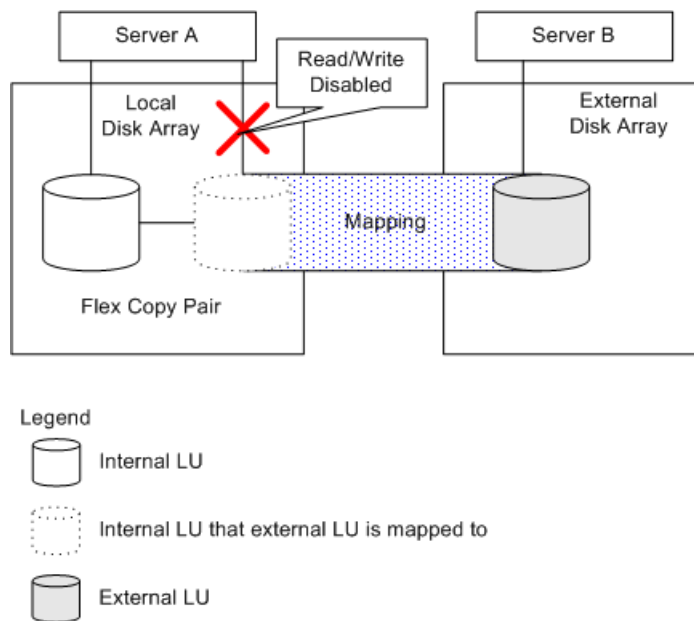 Server A
Server B
Read/Write
Disabled
Local
Disk Array
External
Disk Array
Mapping
Flex Copy Pair
Legend
Internal LU
Internal LU that external LU is mapped to
External LU